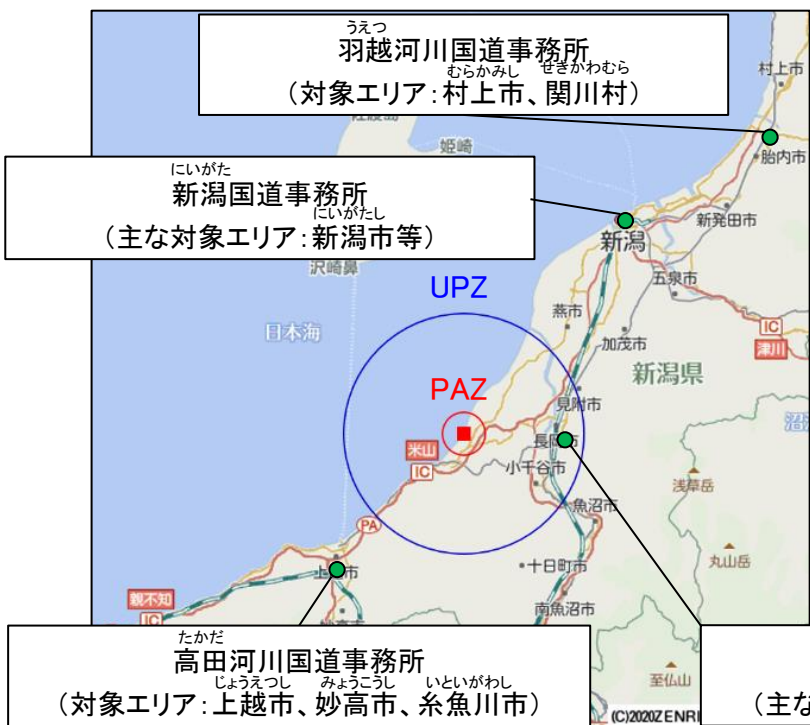 うえつ
羽越河川国道事務所
むらかみし せきかわむら
(対象エリア:村上市、関川村)
村上市
姫崎
胎内市
にいがた
新潟国道事務所
にいがたし
(主な対象エリア:新潟市等)
新発田市
新潟
沢崎鼻
五泉市
UPZ
燕市
日本海
IC
加茂市
津川
新潟県
PAZ
見附市
米山
IC
小千谷市
浅草岳
魚沼市
PA
丸山岳
十日町市
親不知
IC
南魚沼市
たかだ
高田河川国道事務所
じょうえつし みょうこうし いといがわし
(対象エリア:上越市、妙高市、糸魚川市)
至仏山
(C)2020ZENRI
(主な